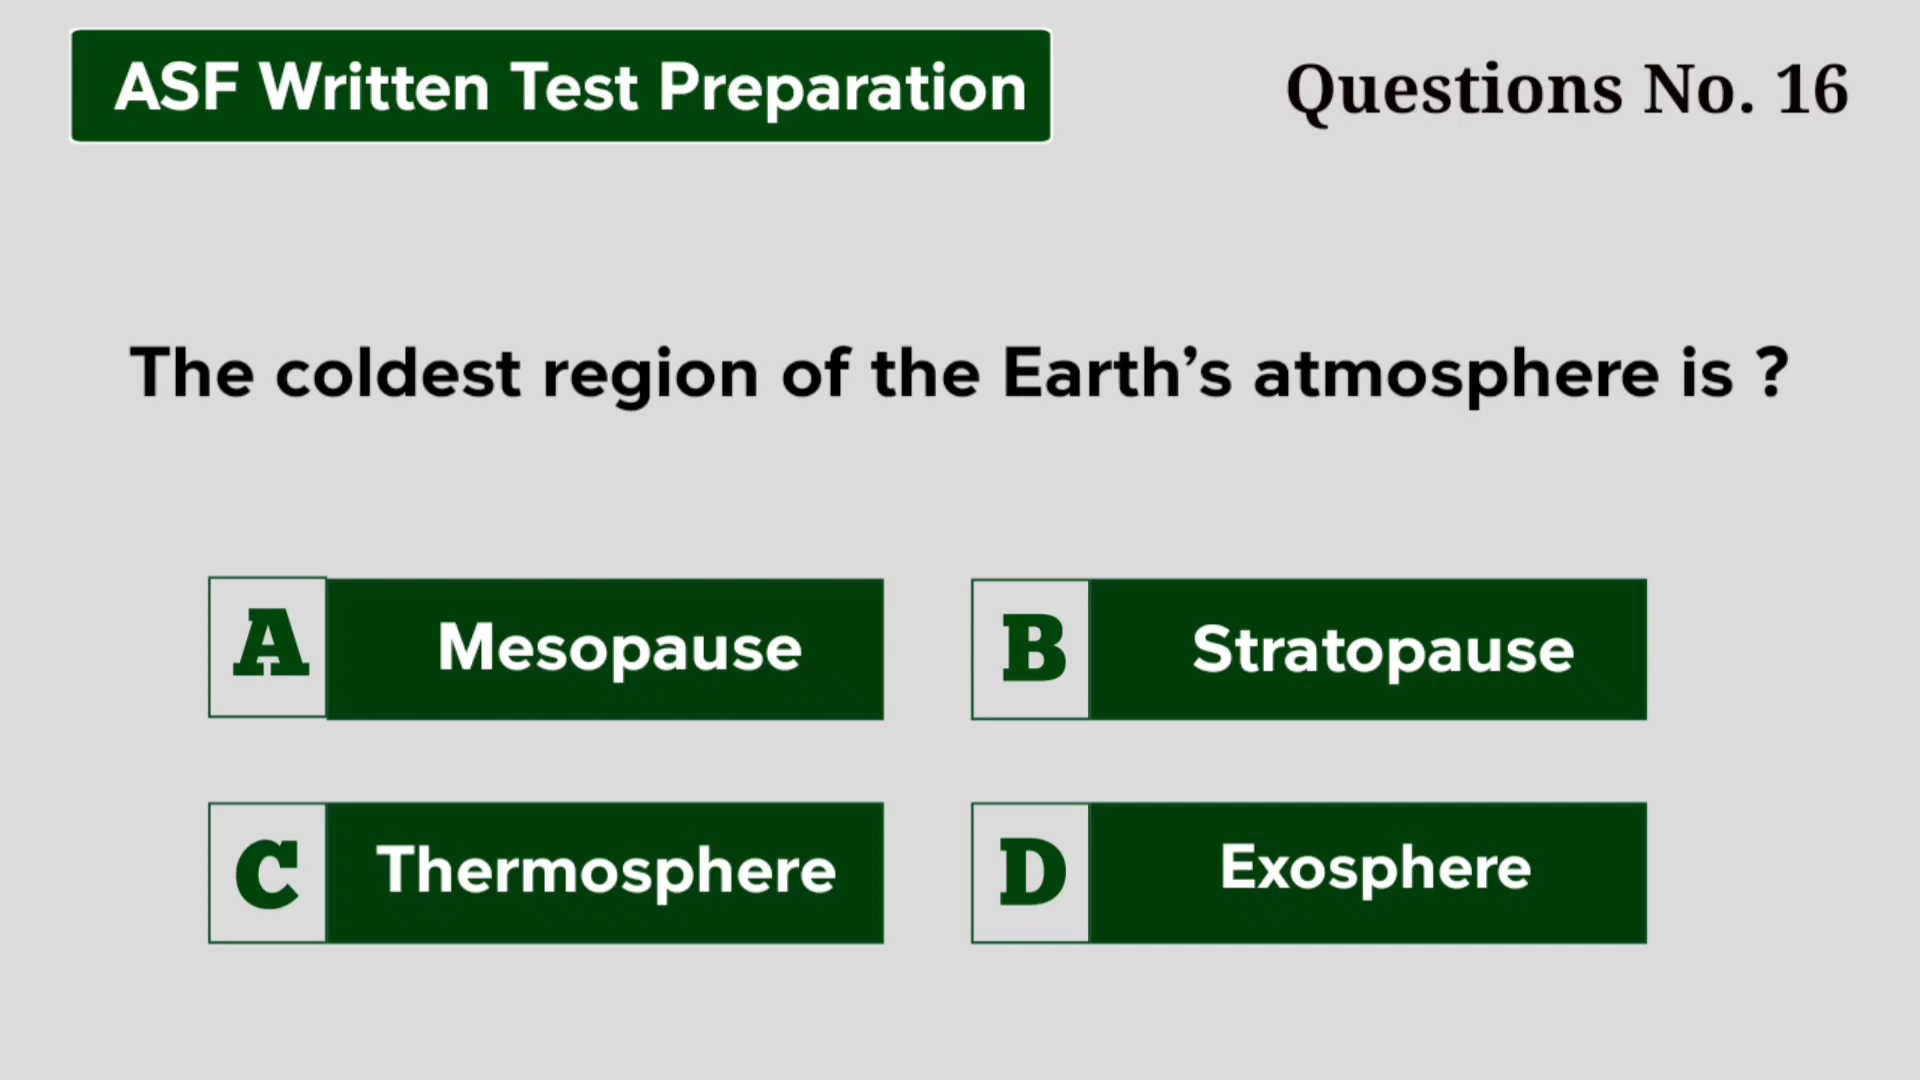 ASF Written Test Preparation
Questions No. 16
The coldest region of the Earth’s atmosphere is ?
A Mesopause
B Stratopause
C Thermosphere
D Exosphere